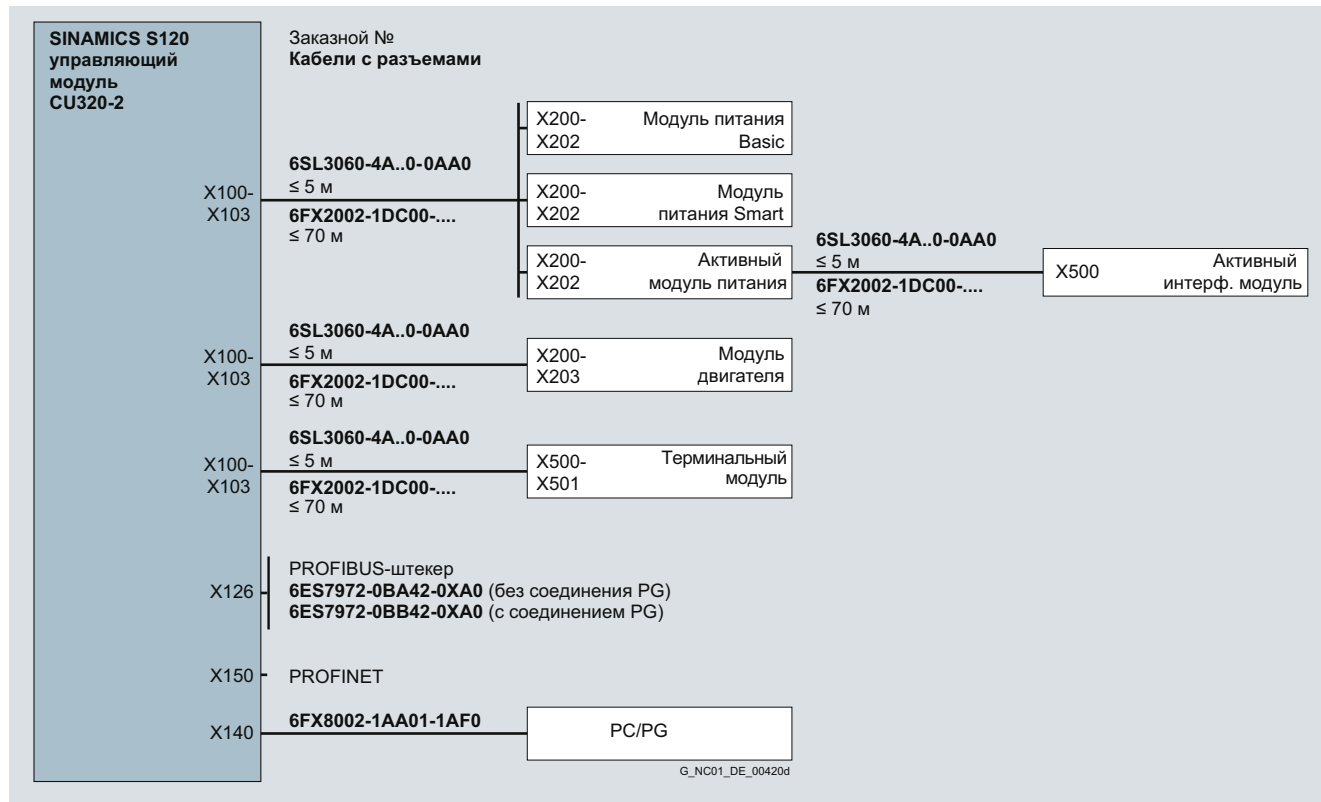 SINAMICS S120
управляющий
модуль
CU320-2
Заказной №
Кабели с разъемами
X100-
X103
6SL3060-4A..0-0AA0
≤ 5 м
6FX2002-1DC00-....
≤ 70 м
X200-
X202
Модуль питания
Basic
X200-
X202
Модуль
питания Smart
X200-
X202
Активный
модуль питания
6SL3060-4A..0-0AA0
≤ 5 м
6FX2002-1DC00-....
≤ 70 м
X500
Активный
интерф. модуль
X100-
X103
6SL3060-4A..0-0AA0
≤ 5 м
6FX2002-1DC00-....
≤ 70 м
X200-
X203
Модуль
двигателя
X100-
X103
6SL3060-4A..0-0AA0
≤ 5 м
6FX2002-1DC00-....
≤ 70 м
X500-
X501
Терминальный
модуль
X126
PROFIBUS-штекер
6ES7972-0BA42-0XA0 (без соединения PG)
6ES7972-0BB42-0XA0 (с соединением PG)
X150
PROFINET
X140
6FX8002-1AA01-1AF0
PC/PG
G_NC01_DE_00420d